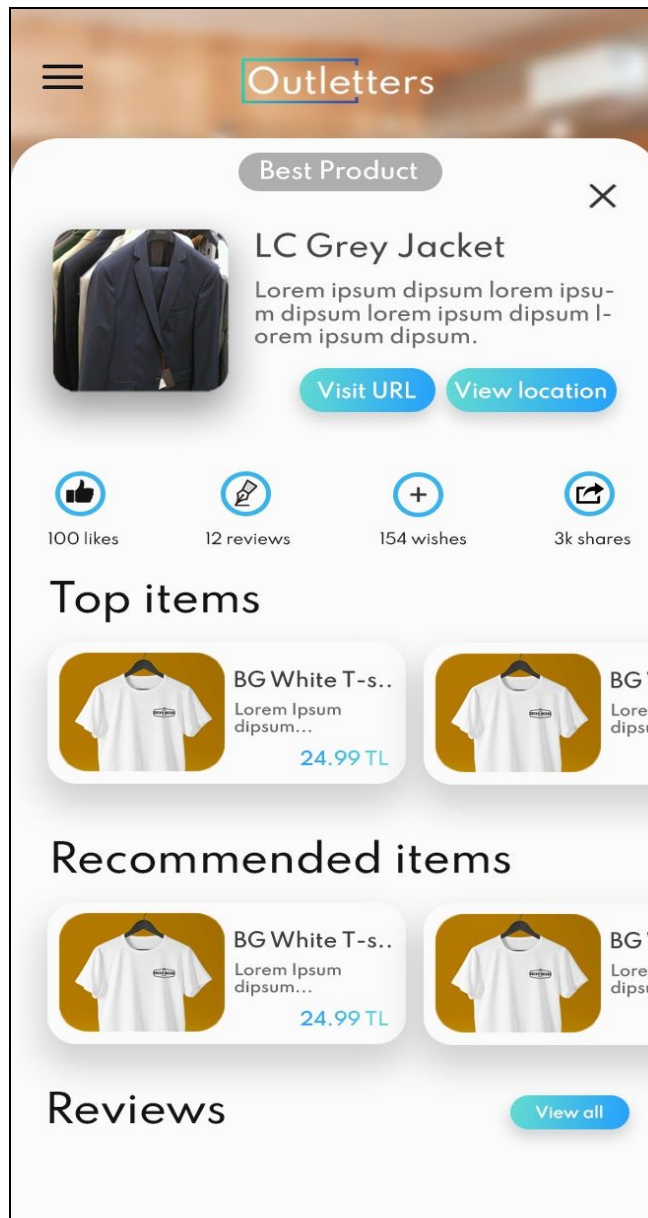 Outletters
Best Product
LC Grey Jacket
Lorem ipsum dipsum lorem ipsu-
m dipsum lorem ipsum dipsum l-
orem ipsum dipsum.
Visit URL
View location
100 likes
12 reviews
154 wishes
3k shares
Top items
BG White T-s..
Lorem Ipsum
dipsum...
24.99 TL
BG
Lore
dipsu
Recommended items
BG White T-s..
Lorem Ipsum
dipsum...
24.99 TL
BG
Lore
dipsu
Reviews
View all